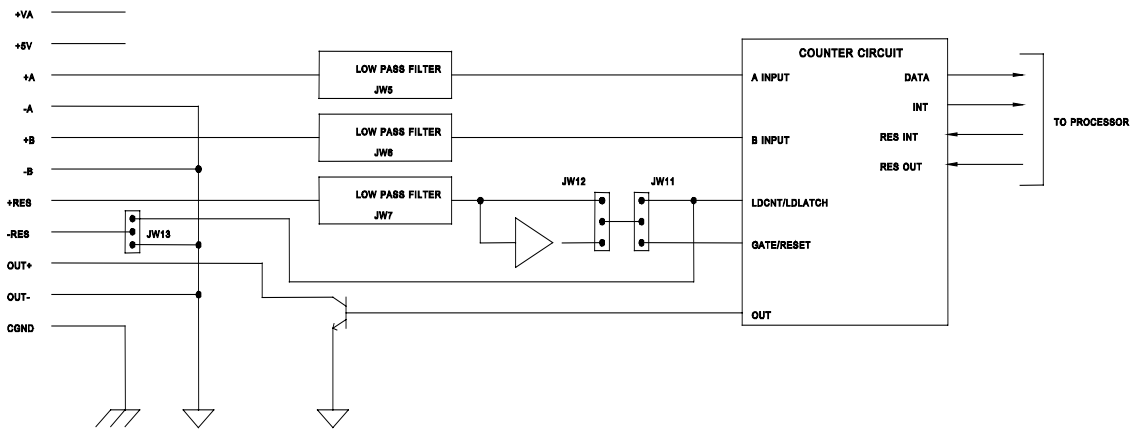 +VA
+5V
+A
-A
+B
-B
+RES
-RES
OUT+
OUT-
CGND
JW13
LOW PASS FILTER
JW5
LOW PASS FILTER
JW6
LOW PASS FILTER
JW7
JW12
JW11
COUNTER CIRCUIT
A INPUT
B INPUT
LDCNT/LDLATCH
GATE/RESET
OUT
DATA
INT
RES INT
RES OUT
TO PROCESSOR